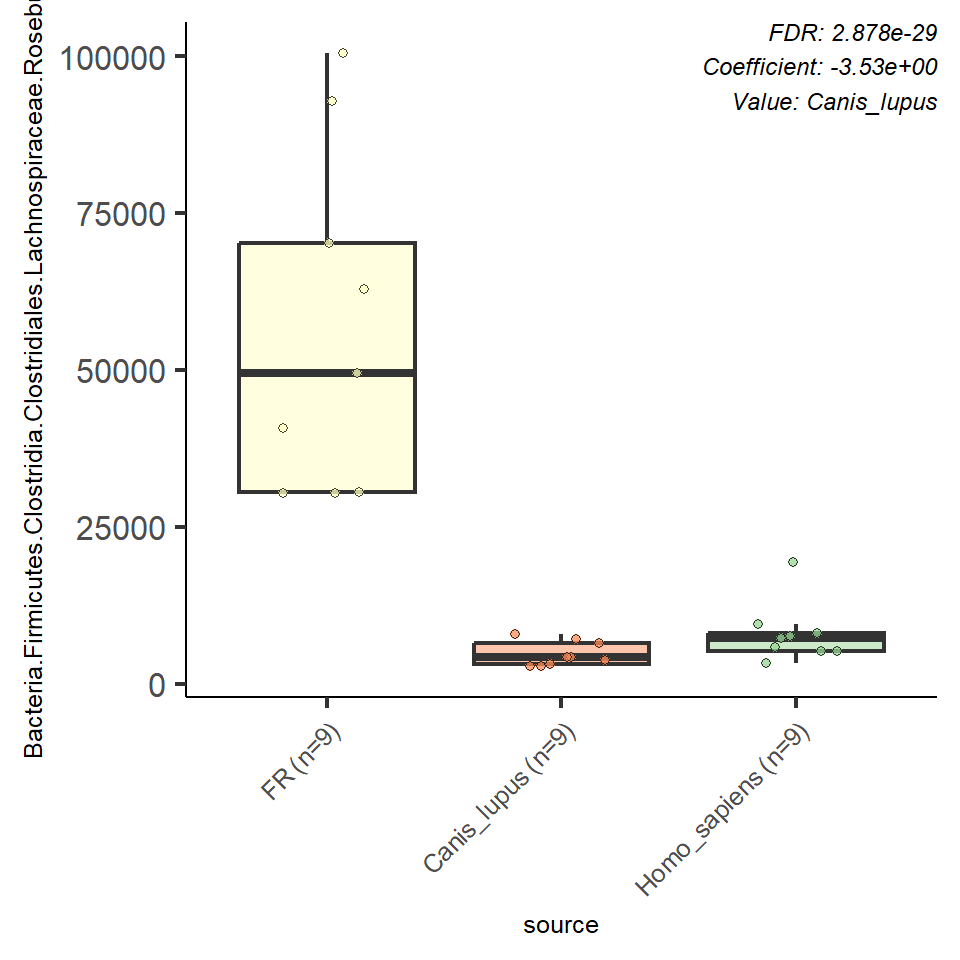 FDR: 2.878e-29
Coefficient: -3.53e+00
Value: Canis_lupus
Bacteria.Firmicutes.Clostridia.Clostridiales.Lachnospiraceae.Rosebu
100000
75000
50000
25000
0
FR (n=9)
Canis_lupus (n=9)
Homo_sapiens (n=9)
source